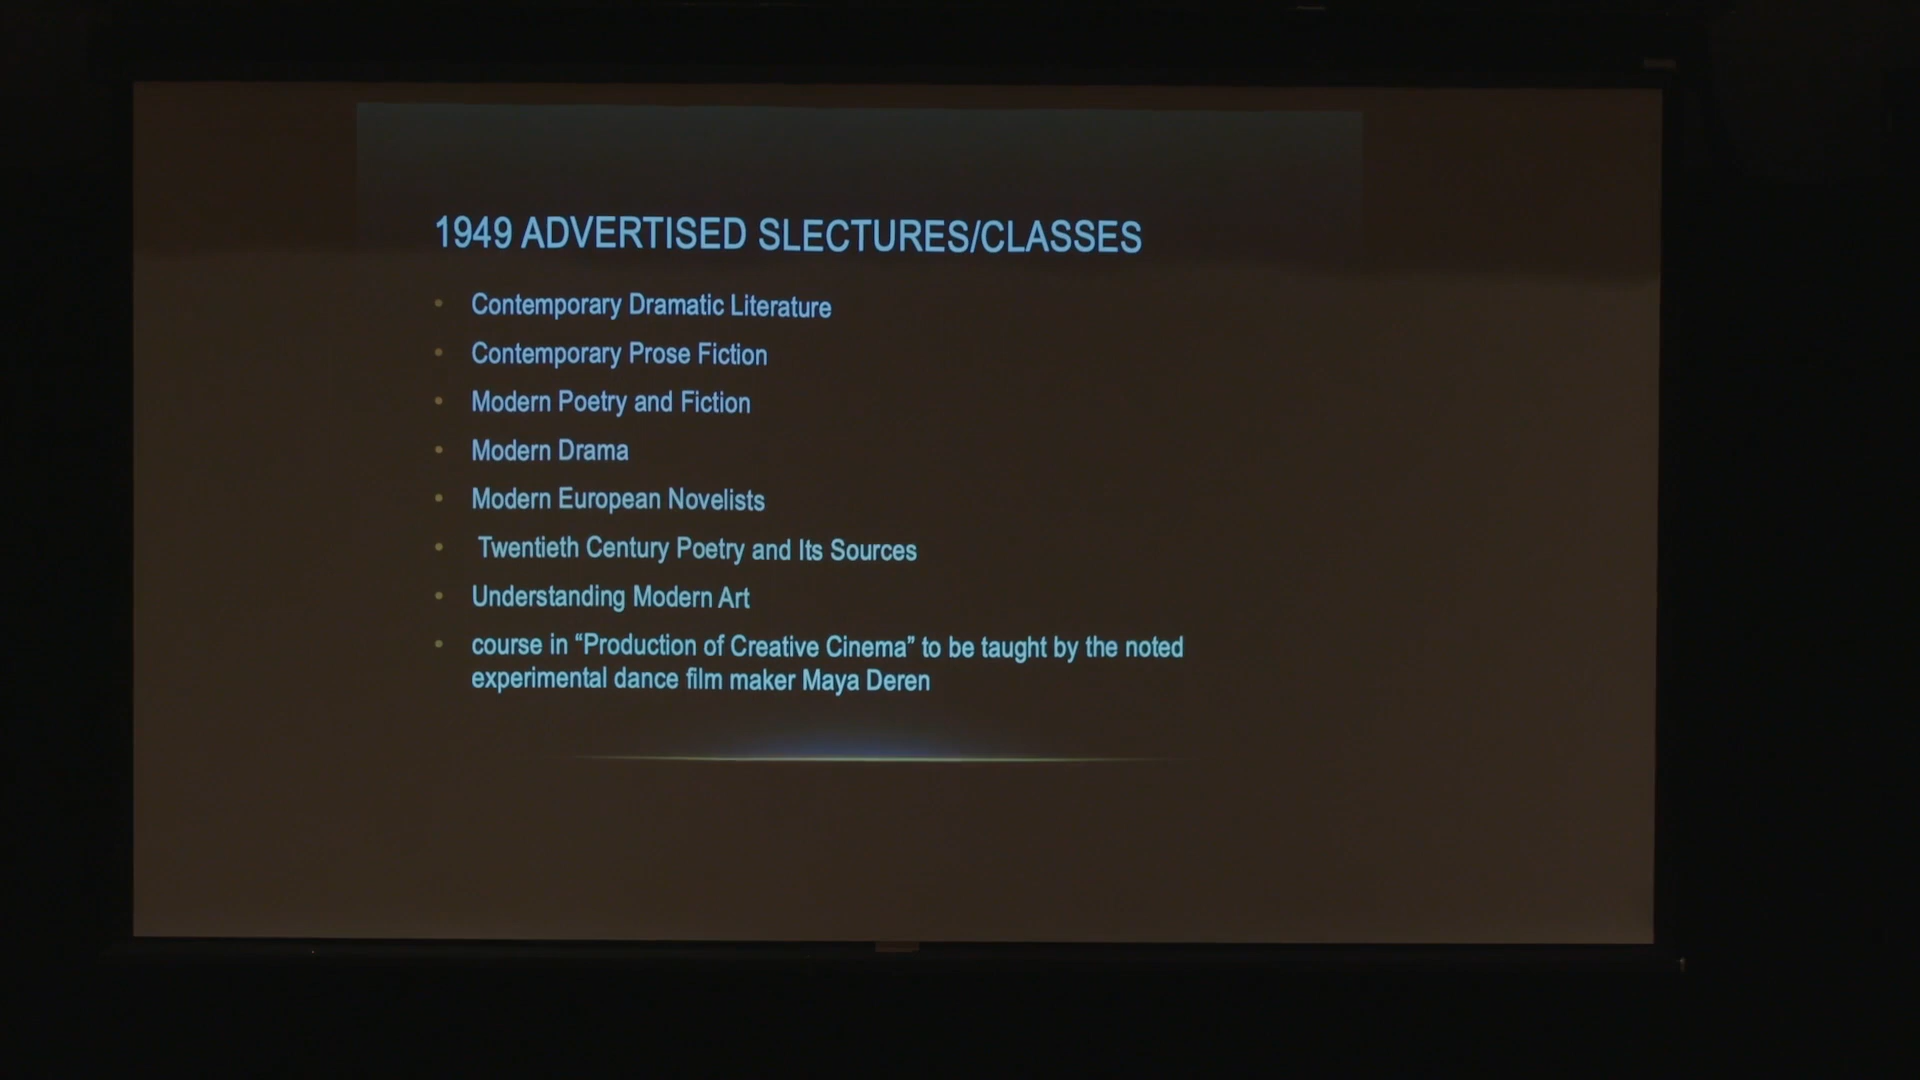 1949 ADVERTISED SLECTURES/CLASSES
• Contemporary Dramatic Literature
• Contemporary Prose Fiction
• Modern Poetry and Fiction
• Modern Drama
• Modern European Novelists
• Twentieth Century Poetry and Its Sources
• Understanding Modern Art
• course in “Production of Creative Cinema” to be taught by the noted
experimental dance film maker Maya Deren